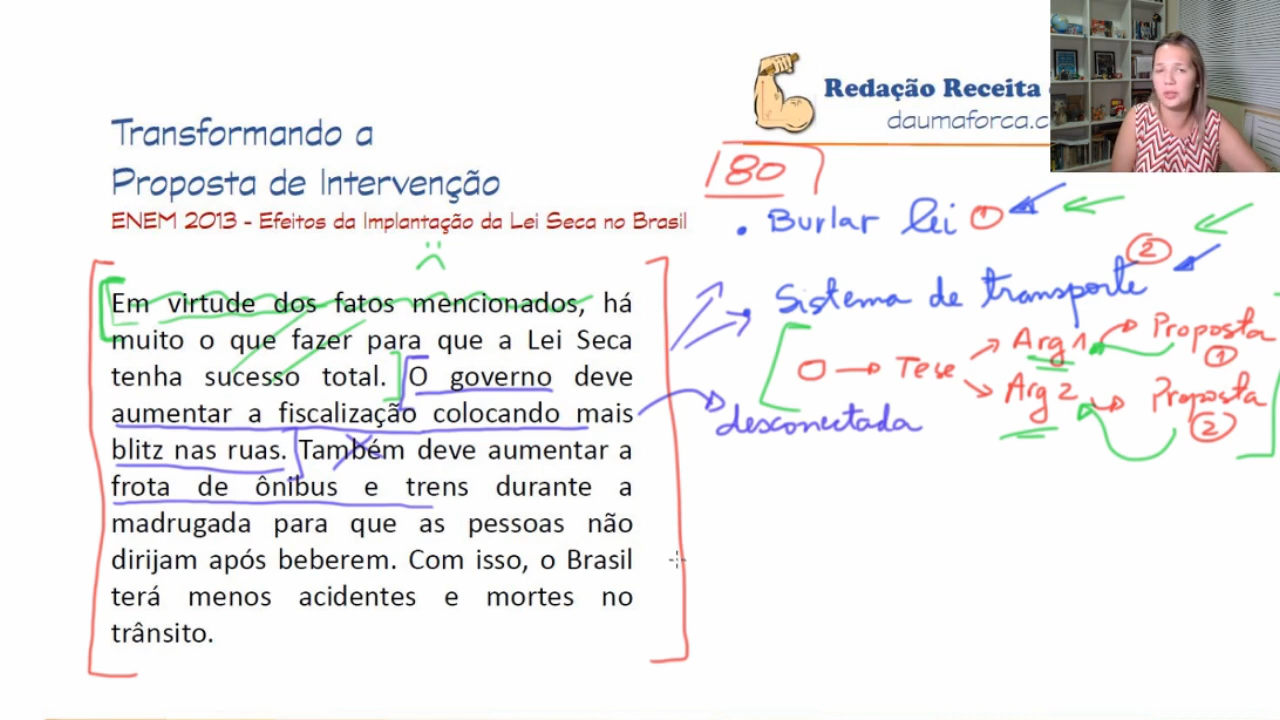 Redação Receita
daumaforca.c
Transformando a
Proposta de Intervenção
ENEM 2013 - Efeitos da Implantação da Lei Seca no Brasil
180
• Burlar lei 1
2
Sistema de transporte
Arg 1 Proposta
1
O → Tese
Arg 2 Proposta
2
desconectada
Em virtude dos fatos mencionados, há
muito o que fazer para que a Lei Seca
tenha sucesso total. O governo deve
aumentar a fiscalização colocando mais
blitz nas ruas. Também deve aumentar a
frota de ônibus e trens durante a
madrugada para que as pessoas não
dirijam após beberem. Com isso, o Brasil
terá menos acidentes e mortes no
trânsito.